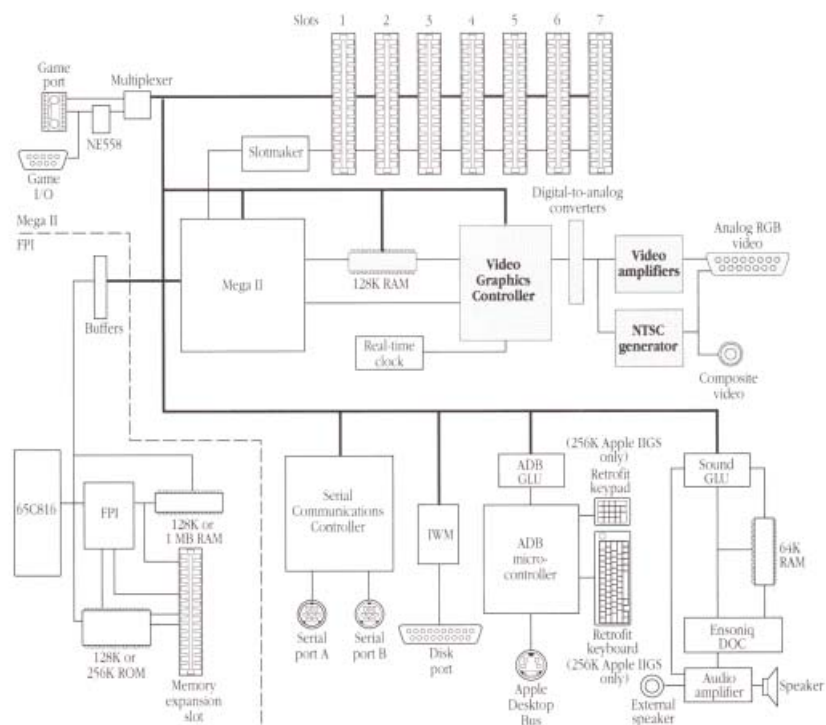 Slots 1 2 3 4 5 6 7
Game
port
Multiplexer
NE558
Game
I/O
Slotmaker
Mega II
FPI
Digital-to-analog
converters
Analog RGB
video
Mega II
128K RAM
Video
Graphics
Controller
Video
amplifiers
Buffers
Real-time
clock
NTSC
generator
Composite
video
65C816
FPI
128K or
1 MB RAM
128K or
256K ROM
Memory
expansion
slot
Serial
Communications
Controller
Serial
port A
Serial
port B
IWM
Disk
port
ADB
GLU
(256K Apple IIGS
only)
Retrofit
keypad
ADB
micro-
controller
Retrofit
keyboard
(256K Apple IIGS
only)
Apple
Desktop
Bus
Sound
GLU
64K
RAM
Ensoniq
DOC
Audio
amplifier
Speaker
External
speaker